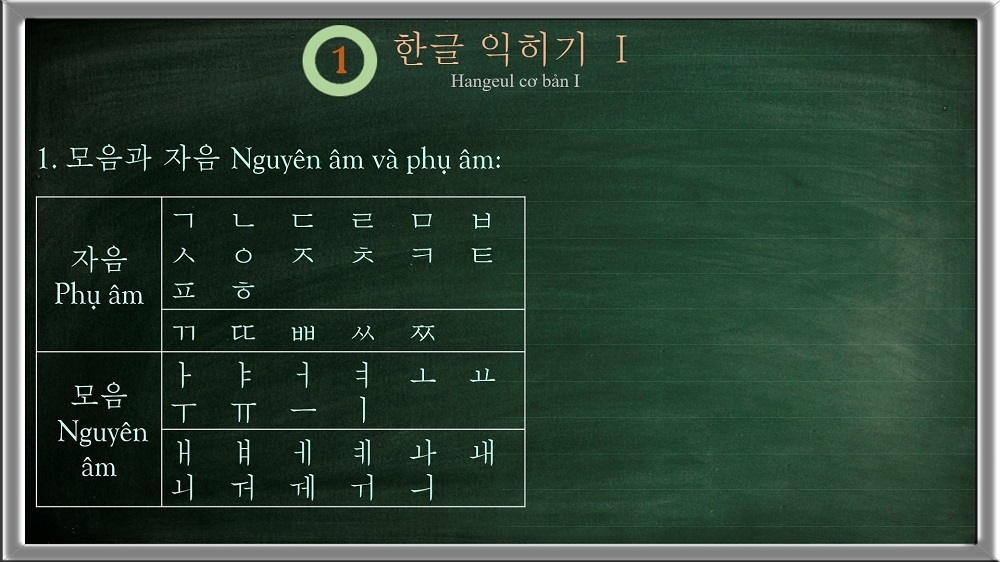 1 한글 익히기 I
Hangeul cơ bản I
1. 모음과 자음 Nguyên âm và phụ âm:
자음
Phụ âm
ㄱ ㄴ ㄷ ㄹ ㅁ ㅂ
ㅅ ㅇ ㅈ ㅊ ㅋ ㅌ
ㅍ ㅎ
ㄲ ㄸ ㅃ ㅆ ㅉ
모음
Nguyên
âm
ㅏ ㅑ ㅓ ㅕ ㅗ ㅛ
ㅜ ㅠ ㅡ ㅣ
ㅐ ㅒ ㅔ ㅖ ㅘ ㅙ
ㅚ ㅝ ㅞ ㅟ ㅢ